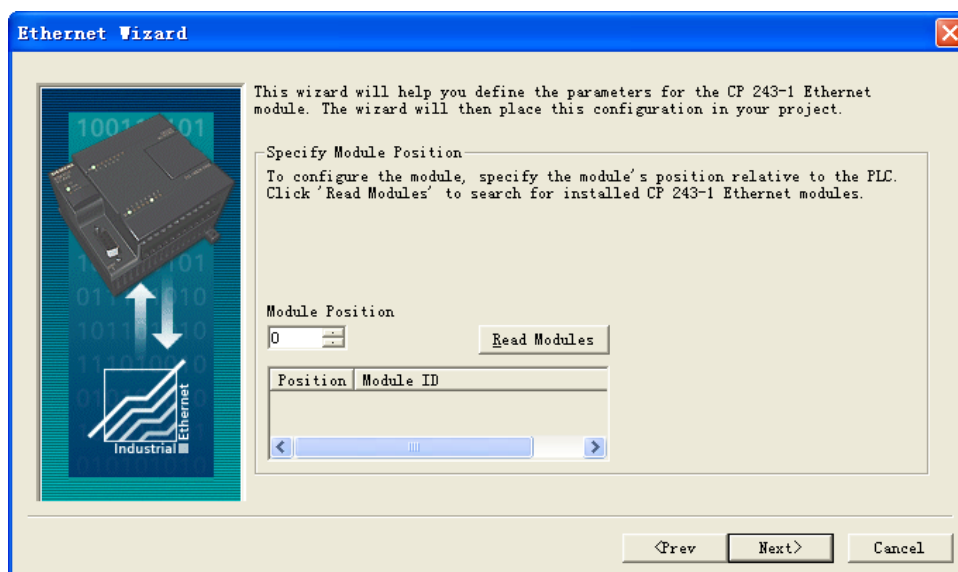 Ethernet Wizard
This wizard will help you define the parameters for the CP 243-1 Ethernet
module. The wizard will then place this configuration in your project.
Specify Module Position
To configure the module, specify the module's position relative to the PLC.
Click 'Read Modules' to search for installed CP 243-1 Ethernet modules.
Module Position
0
Read Modules
Position Module ID
Industrial
Ethernet
<Prev
Next>
Cancel